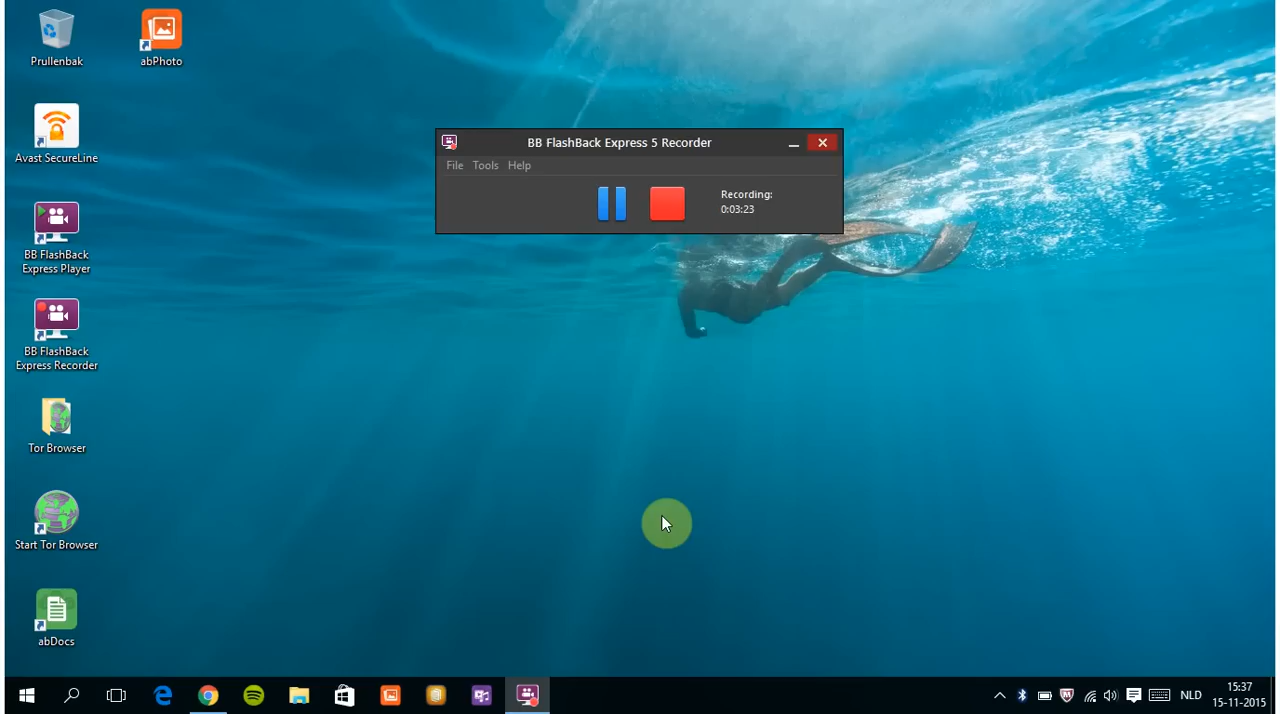 Prullenbak
abPhoto
Avast SecureLine
BB FlashBack
Express Player
BB FlashBack
Express Recorder
Tor Browser
Start Tor Browser
abDocs
BB FlashBack Express 5 Recorder
File Tools Help
Recording:
0:03:23
NLD
15:37
15-11-2015